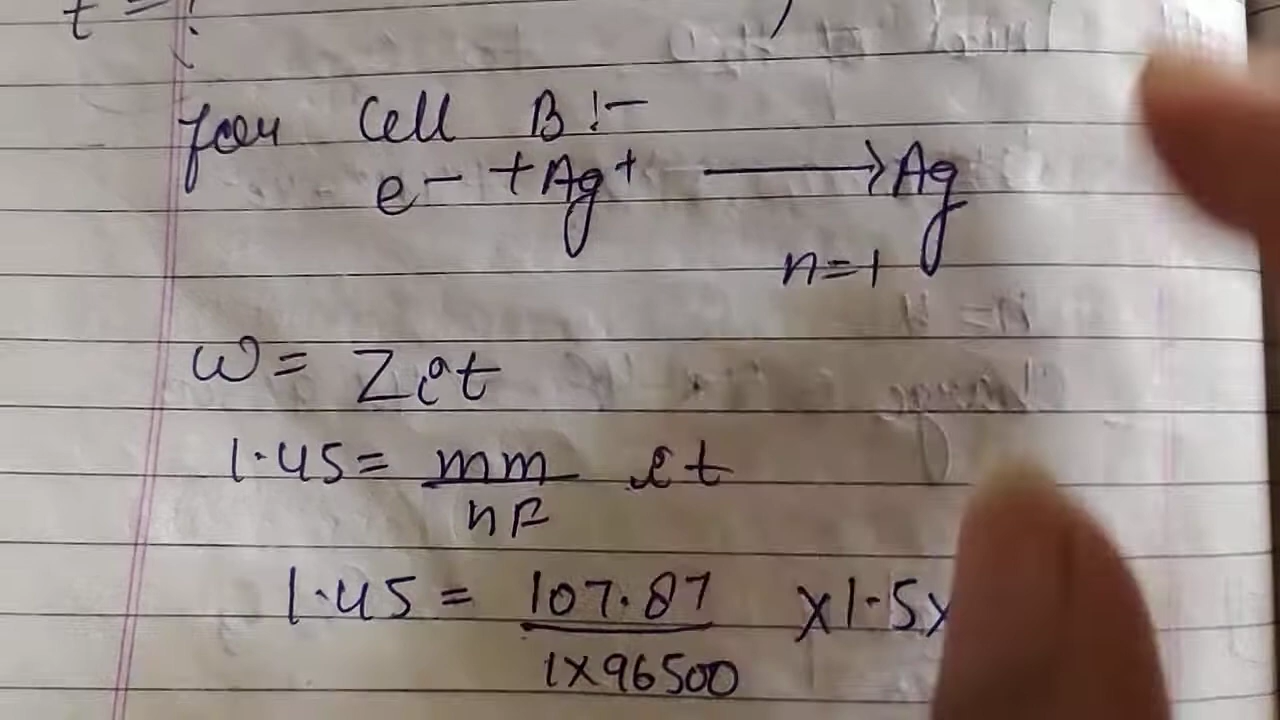 t = ?
for Cell B :-
e⁻ + Ag⁺ ⟶ Ag
n=1
w = Zit
1.45 = mm/nF it
1.45 = 107.87/1×96500 ×1.5×